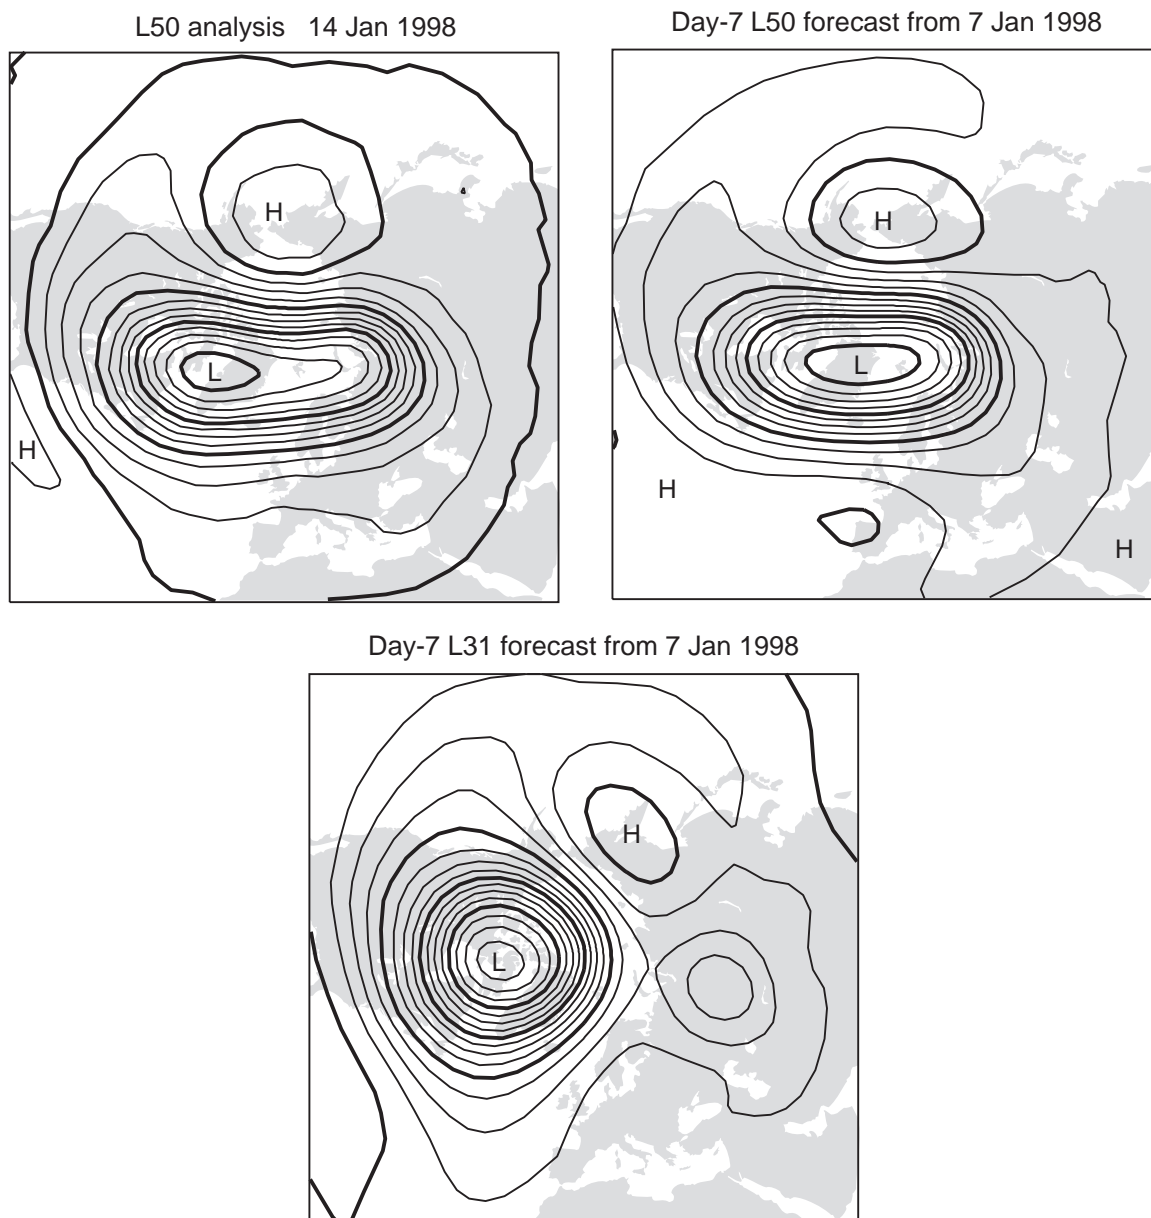 L50 analysis 14 Jan 1998
H
L
H
Day-7 L50 forecast from 7 Jan 1998
H
L
H
H
Day-7 L31 forecast from 7 Jan 1998
H
L